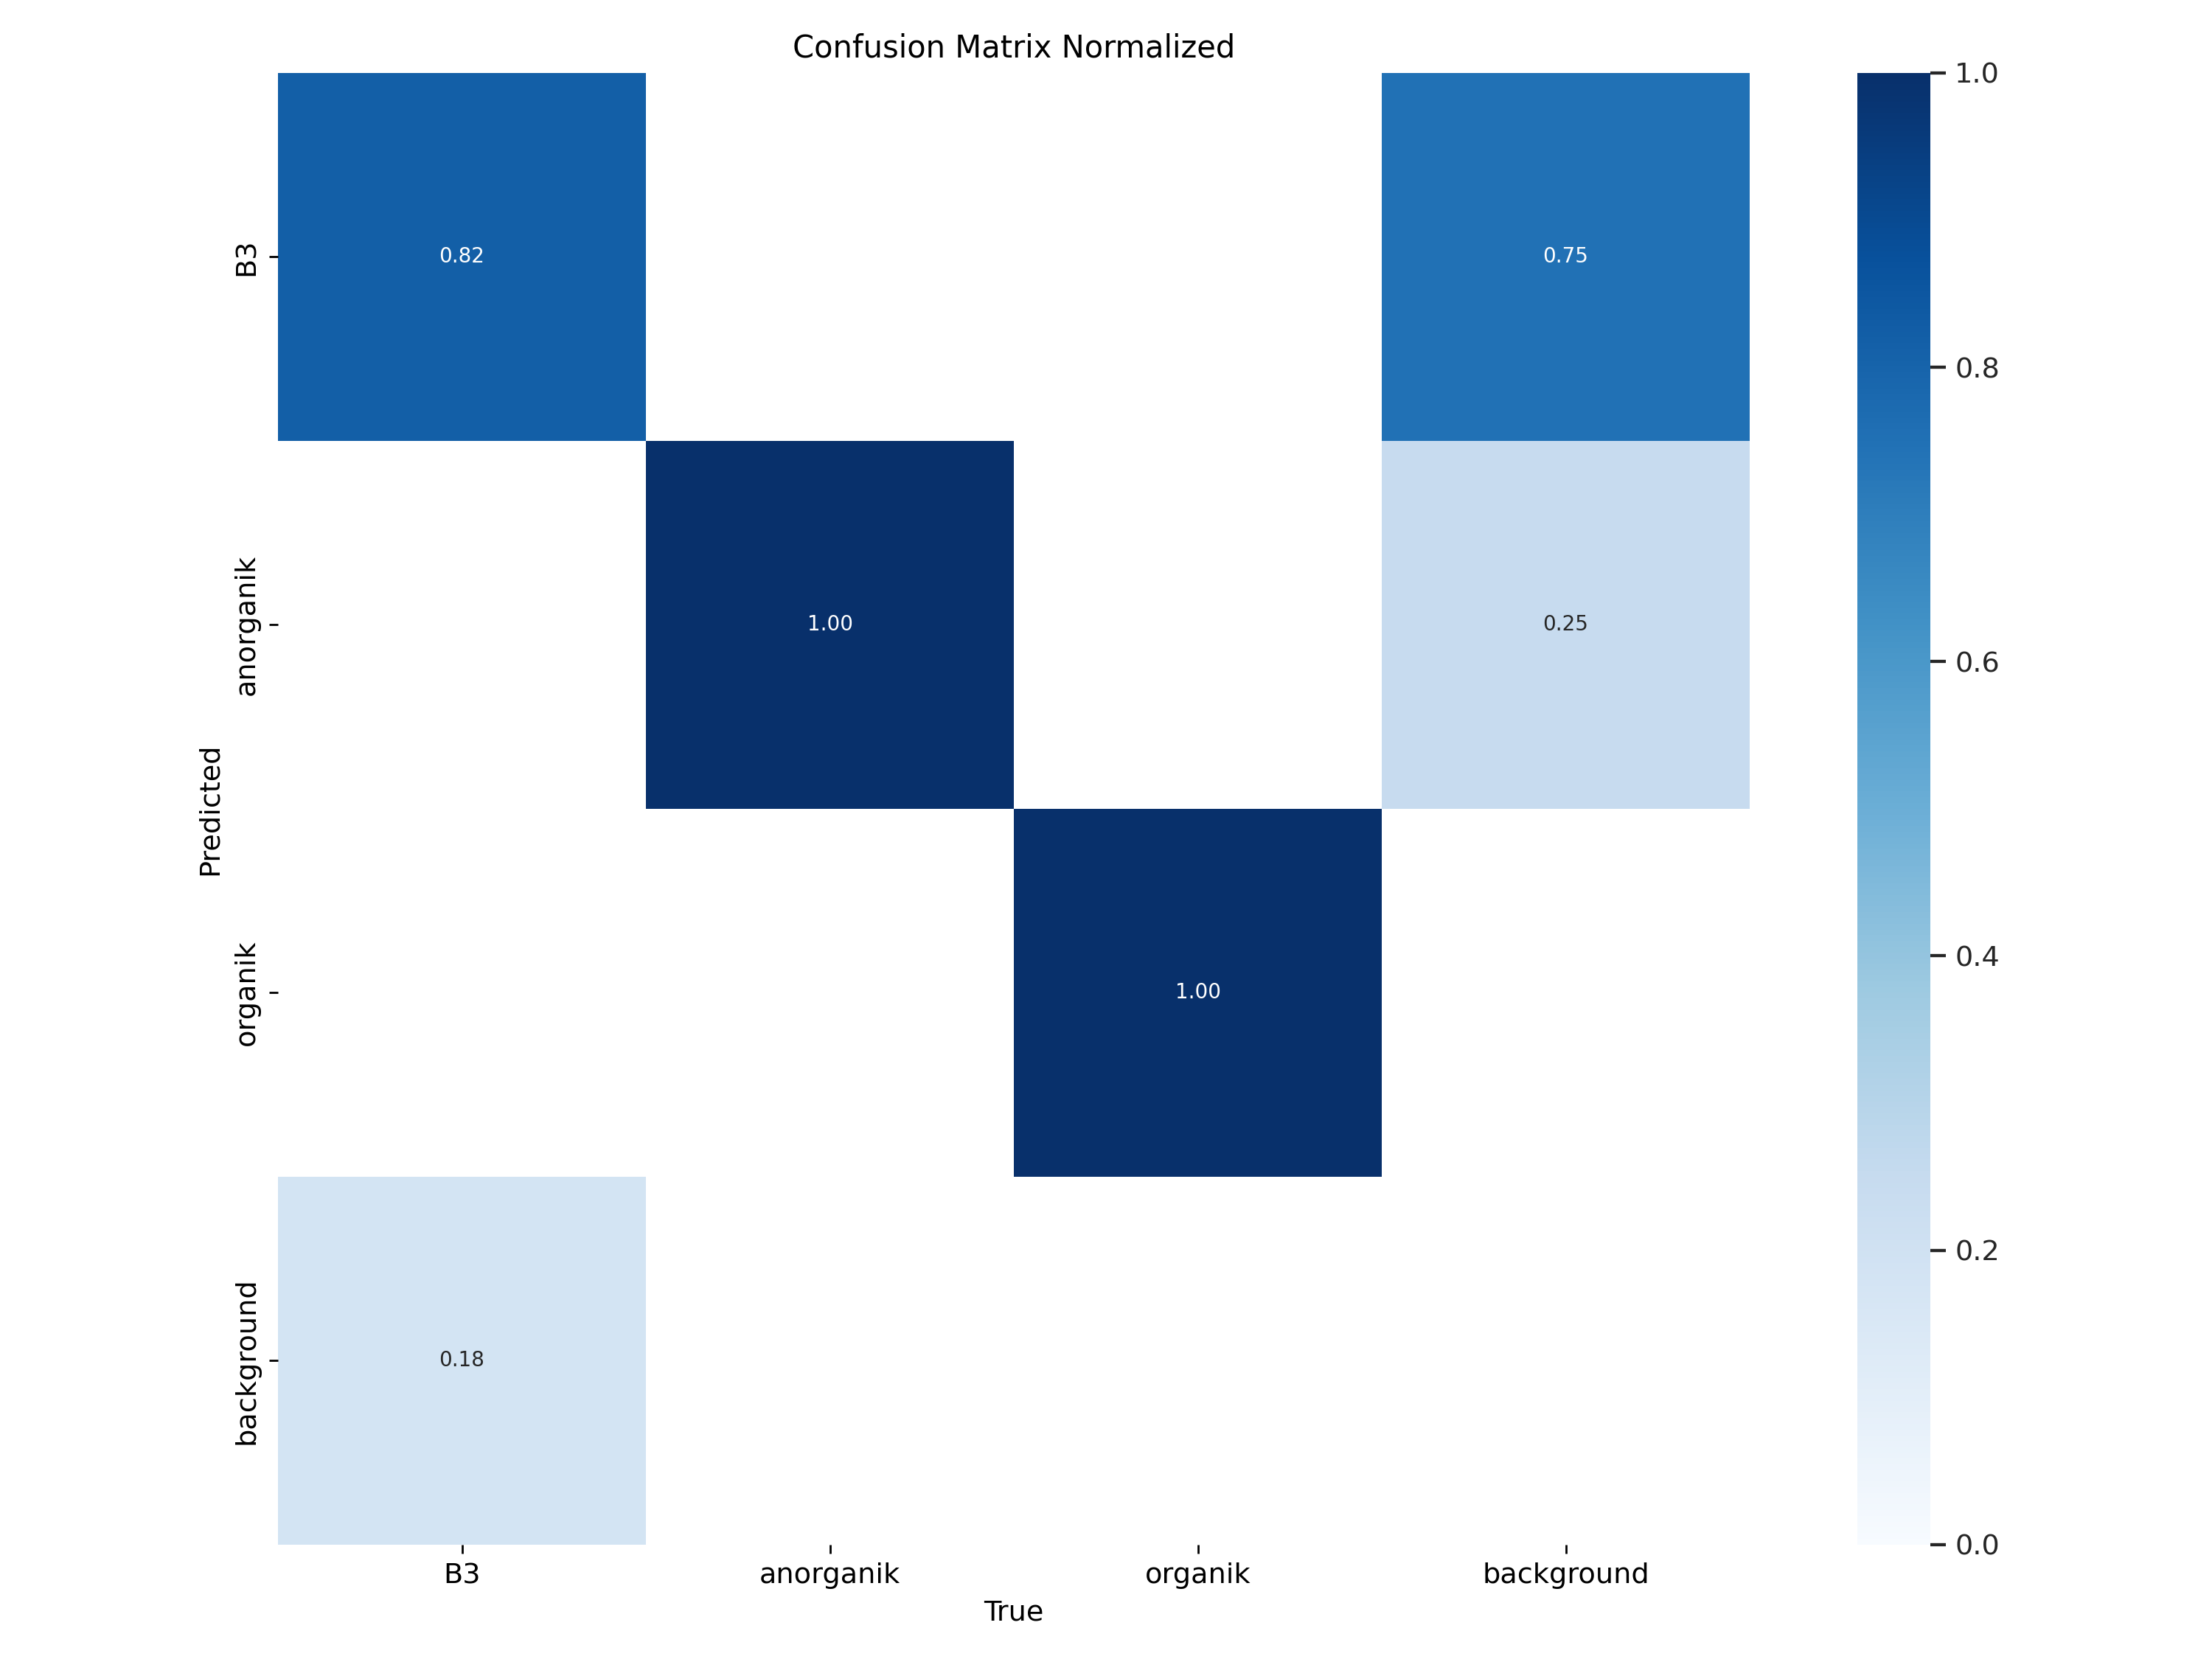 Confusion Matrix Normalized
B3
0.82
0.75
anorganik
1.00
0.25
organik
1.00
background
0.18
Predicted
B3
anorganik
organik
background
True
1.0
0.8
0.6
0.4
0.2
0.0